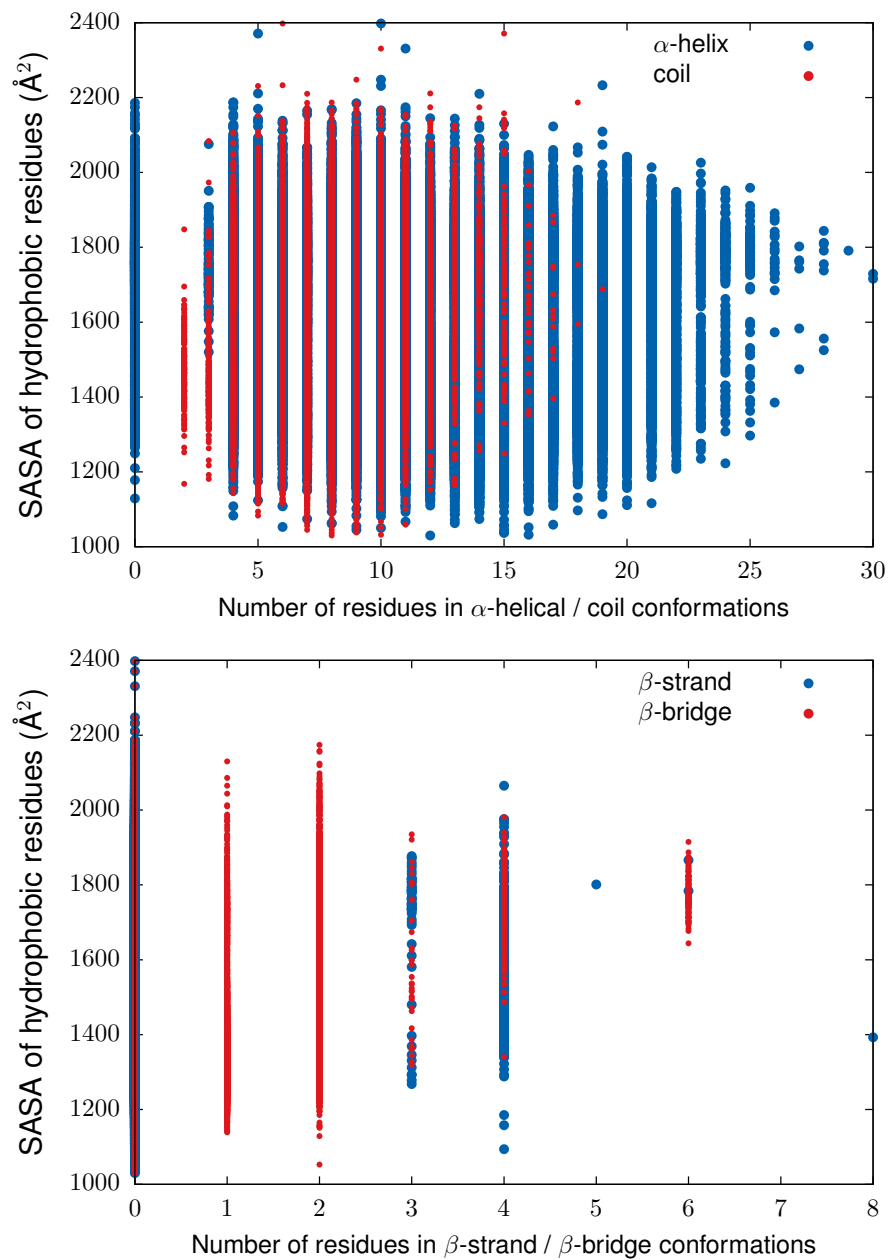 2400
2200
2000
1800
1600
1400
1200
1000
SASA of hydrophobic residues (Å²)
α-helix
coil
0 5 10 15 20 25 30
Number of residues in α-helical / coil conformations
2400
2200
2000
1800
1600
1400
1200
1000
SASA of hydrophobic residues (Å²)
β-strand
β-bridge
0 1 2 3 4 5 6 7 8
Number of residues in β-strand / β-bridge conformations